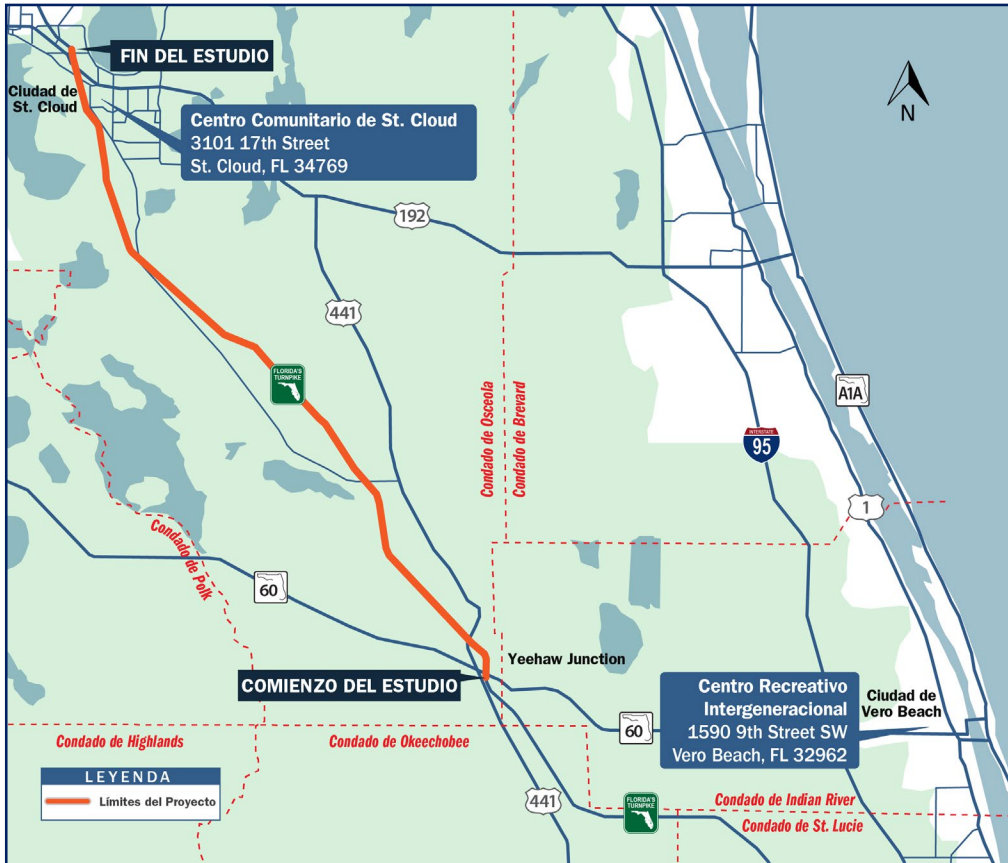 FIN DEL ESTUDIO
Ciudad de
St. Cloud
Centro Comunitario de St. Cloud
3101 17th Street
St. Cloud, FL 34769
N
192
441
FLORIDA'S
TURNPIKE
Condado de Osceola
Condado de Brevard
A1A
INTERSTATE
95
1
Condado de Polk
60
Yeehaw Junction
COMIENZO DEL ESTUDIO
Centro Recreativo
Intergeneracional
1590 9th Street SW
Vero Beach, FL 32962
Ciudad de
Vero Beach
60
Condado de Highlands
Condado de Okeechobee
LEYENDA
Límites del Proyecto
441
FLORIDA'S
TURNPIKE
Condado de Indian River
Condado de St. Lucie